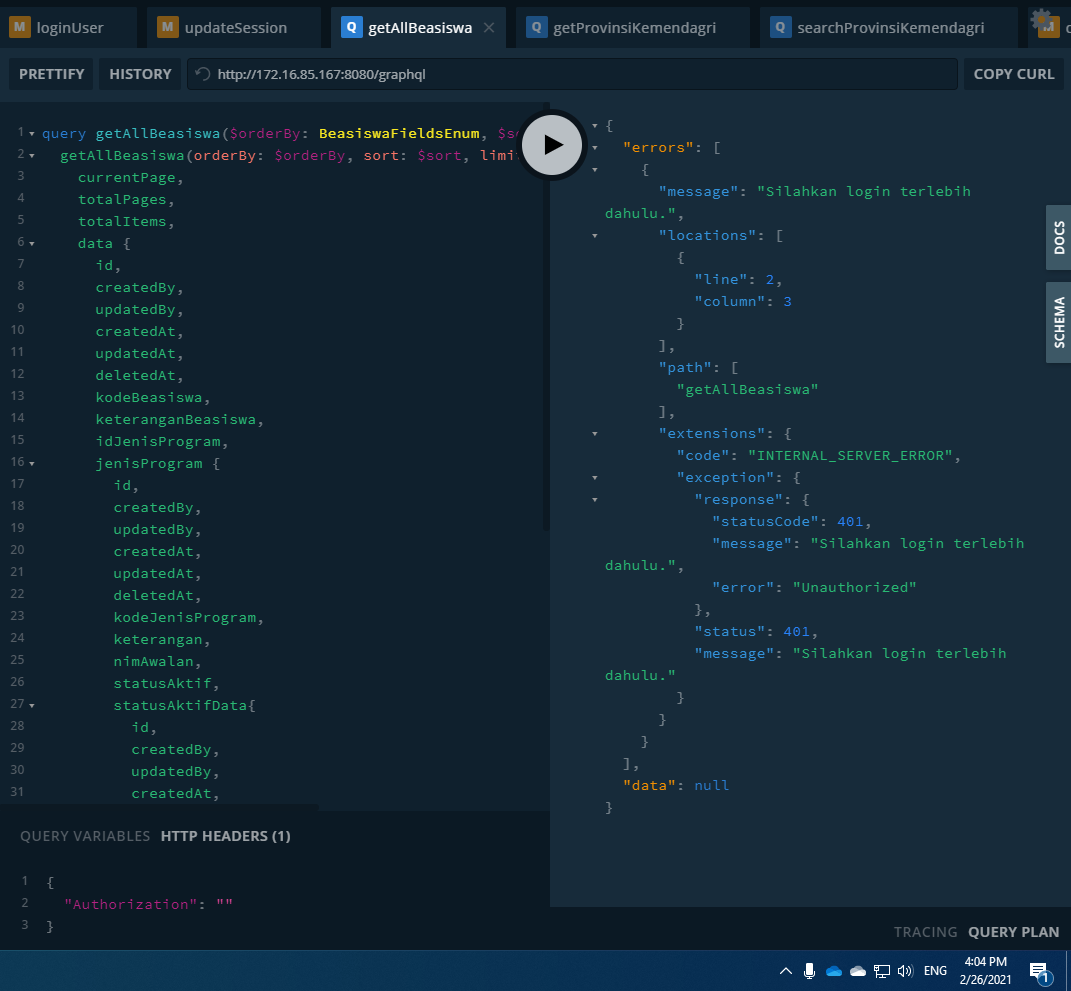 M loginUser
M updateSession
Q getAllBeasiswa
Q getProvinsiKemendagri
Q searchProvinsiKemendagri
M
PRETTIFY
HISTORY
http://172.16.85.167:8080/graphql
COPY CURL
1 query getAllBeasiswa($orderBy: BeasiswaFieldsEnum,
2 getAllBeasiswa(orderBy: $orderBy, sort: $sort,
3 currentPage,
4 totalPages,
5 totalItems,
6 data {
7 id,
8 createdBy,
9 updatedBy,
10 createdAt,
11 updatedAt,
12 deletedAt,
13 kodeBeasiswa,
14 keteranganBeasiswa,
15 idJenisProgram,
16 jenisProgram {
17 id,
18 createdBy,
19 updatedBy,
20 createdAt,
21 updatedAt,
22 deletedAt,
23 kodeJenisProgram,
24 keterangan,
25 nimAwalan,
26 statusAktif,
27 statusAktifData{
28 id,
29 createdBy,
30 updatedBy,
31 createdAt,
{
"errors": [
{
"message": "Silahkan login terlebih
dahulu.",
"locations": [
{
"line": 2,
"column": 3
}
],
"path": [
"getAllBeasiswa"
],
"extensions": {
"code": "INTERNAL_SERVER_ERROR",
"exception": {
"response": {
"statusCode": 401,
"message": "Silahkan login terlebih
dahulu.",
"error": "Unauthorized"
},
"status": 401,
"message": "Silahkan login terlebih
dahulu."
}
}
}
],
"data": null
}
DOCS
SCHEMA
QUERY VARIABLES HTTP HEADERS (1)
1 {
2 "Authorization": ""
3 }
TRACING QUERY PLAN
ENG
4:04 PM
2/26/2021
1